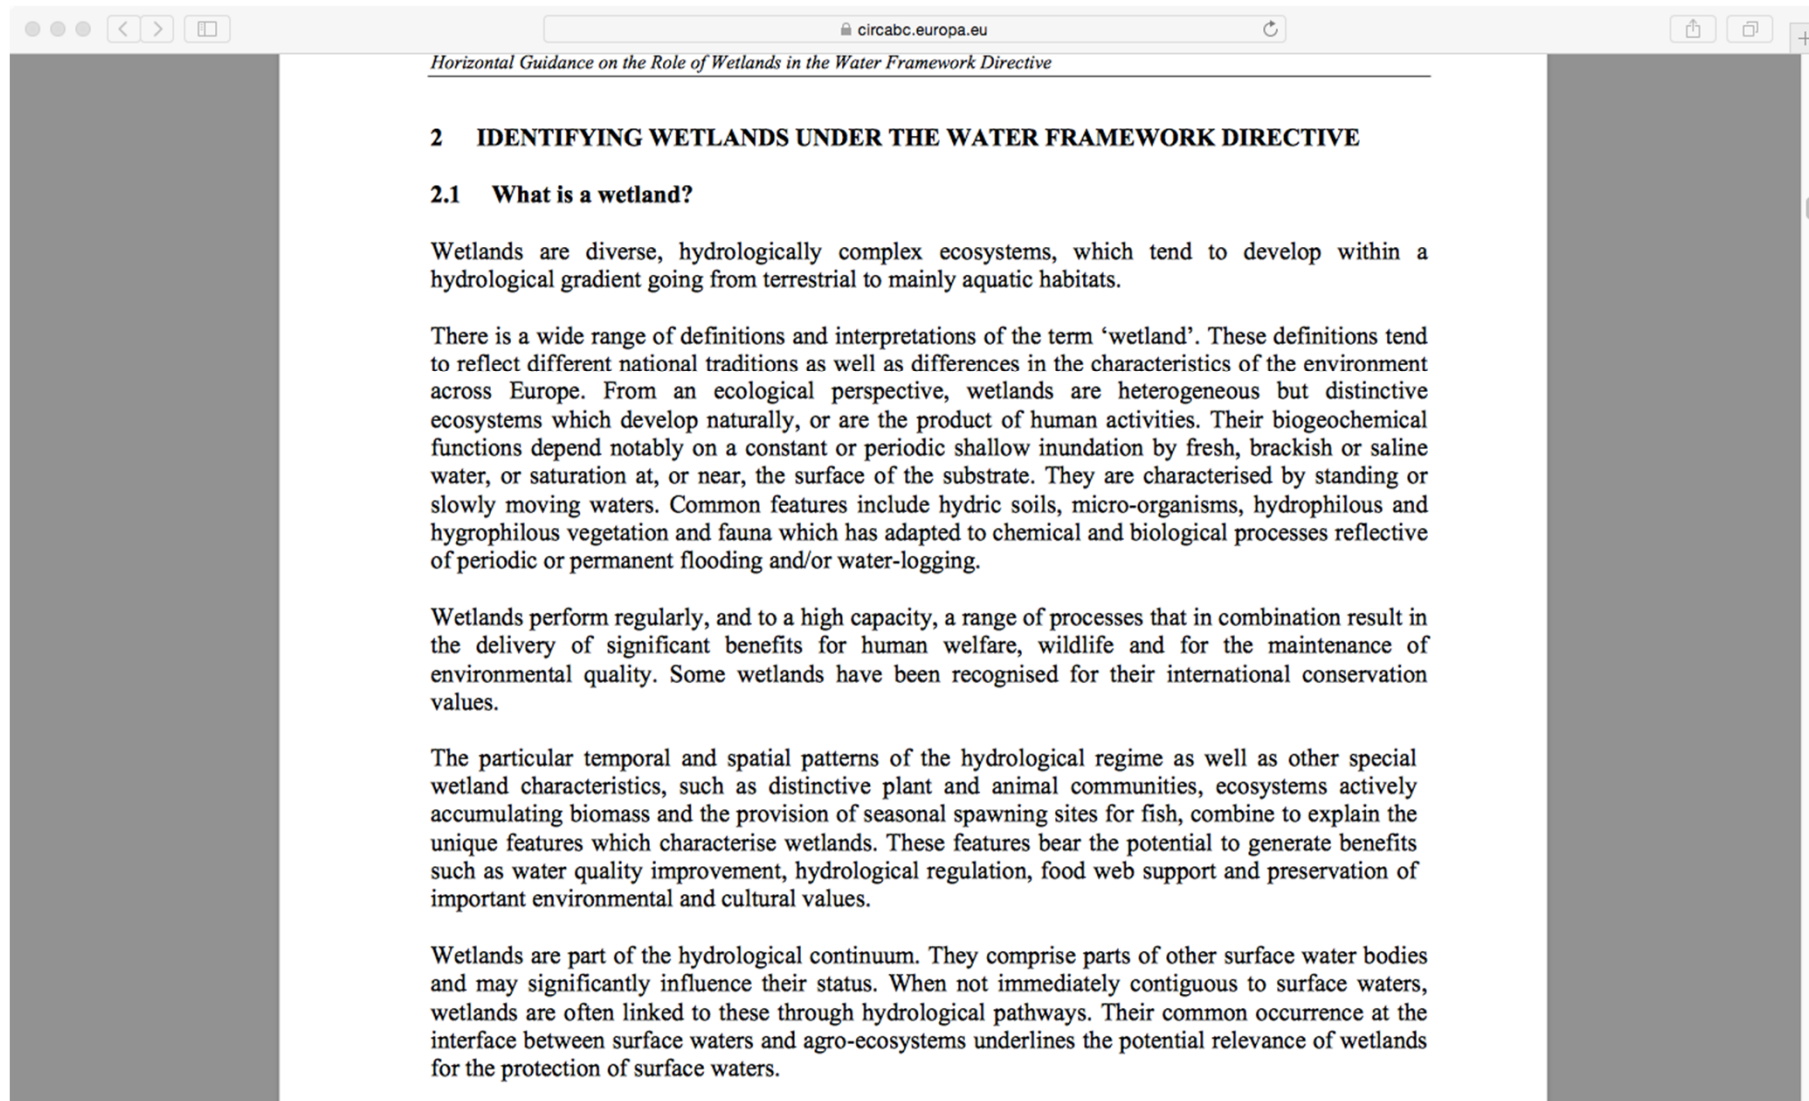 circabc.europa.eu
Horizontal Guidance on the Role of Wetlands in the Water Framework Directive
2 IDENTIFYING WETLANDS UNDER THE WATER FRAMEWORK DIRECTIVE
2.1 What is a wetland?
Wetlands are diverse, hydrologically complex ecosystems, which tend to develop within a
hydrological gradient going from terrestrial to mainly aquatic habitats.
There is a wide range of definitions and interpretations of the term ‘wetland’. These definitions tend
to reflect different national traditions as well as differences in the characteristics of the environment
across Europe. From an ecological perspective, wetlands are heterogeneous but distinctive
ecosystems which develop naturally, or are the product of human activities. Their biogeochemical
functions depend notably on a constant or periodic shallow inundation by fresh, brackish or saline
water, or saturation at, or near, the surface of the substrate. They are characterised by standing or
slowly moving waters. Common features include hydric soils, micro-organisms, hydrophilous and
hygrophilous vegetation and fauna which has adapted to chemical and biological processes reflective
of periodic or permanent flooding and/or water-logging.
Wetlands perform regularly, and to a high capacity, a range of processes that in combination result in
the delivery of significant benefits for human welfare, wildlife and for the maintenance of
environmental quality. Some wetlands have been recognised for their international conservation
values.
The particular temporal and spatial patterns of the hydrological regime as well as other special
wetland characteristics, such as distinctive plant and animal communities, ecosystems actively
accumulating biomass and the provision of seasonal spawning sites for fish, combine to explain the
unique features which characterise wetlands. These features bear the potential to generate benefits
such as water quality improvement, hydrological regulation, food web support and preservation of
important environmental and cultural values.
Wetlands are part of the hydrological continuum. They comprise parts of other surface water bodies
and may significantly influence their status. When not immediately contiguous to surface waters,
wetlands are often linked to these through hydrological pathways. Their common occurrence at the
interface between surface waters and agro-ecosystems underlines the potential relevance of wetlands
for the protection of surface waters.